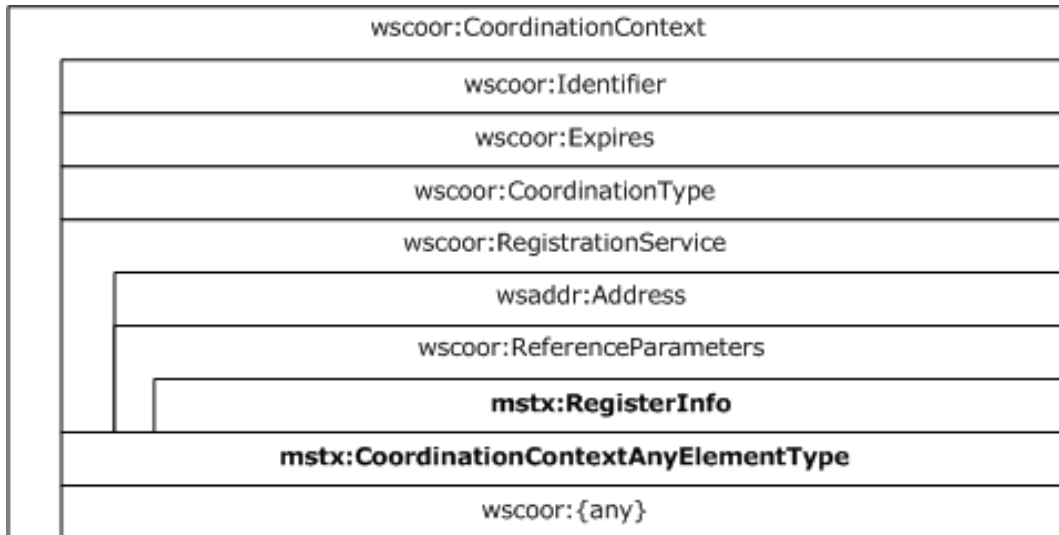 wscoor:CoordinationContext
wscoor:Identifier
wscoor:Expires
wscoor:CoordinationType
wscoor:RegistrationService
wsaddr:Address
wscoor:ReferenceParameters
mstx:RegisterInfo
mstx:CoordinationContextAnyElementType
wscoor:{any}